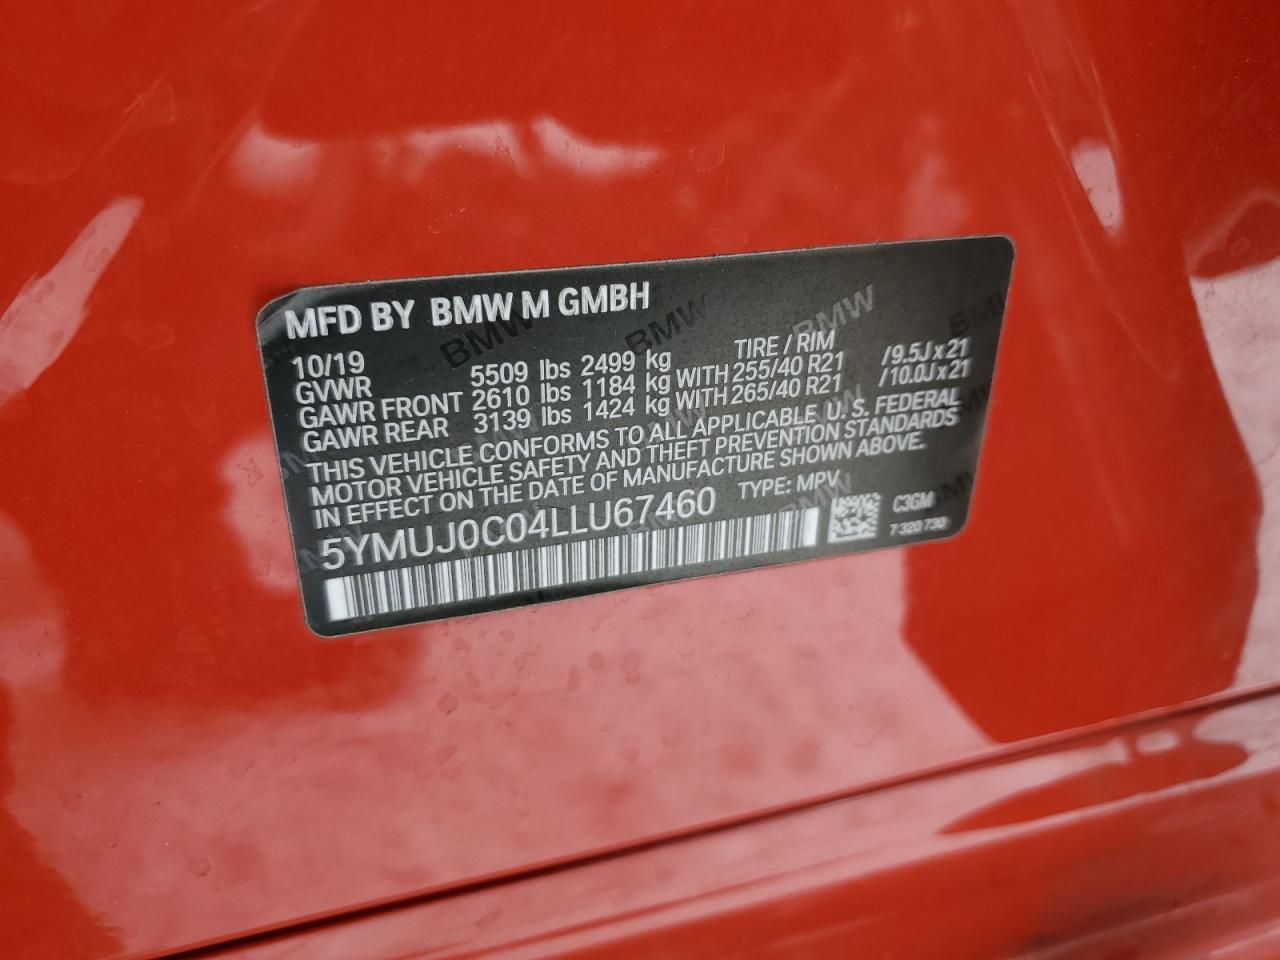 MFD BY BMW M GMBH
10/19 TIRE / RIM
GVWR 5509 lbs 2499 kg
GAWR FRONT 2610 lbs 1184 kg WITH 255/40 R21 /9.5J x 21
GAWR REAR 3139 lbs 1424 kg WITH 265/40 R21 /10.0J x 21
THIS VEHICLE CONFORMS TO ALL APPLICABLE U. S. FEDERAL
MOTOR VEHICLE SAFETY AND THEFT PREVENTION STANDARDS
IN EFFECT ON THE DATE OF MANUFACTURE SHOWN ABOVE.
5YMUJ0C04LLU67460 TYPE: MPV C3GM
7 320 730